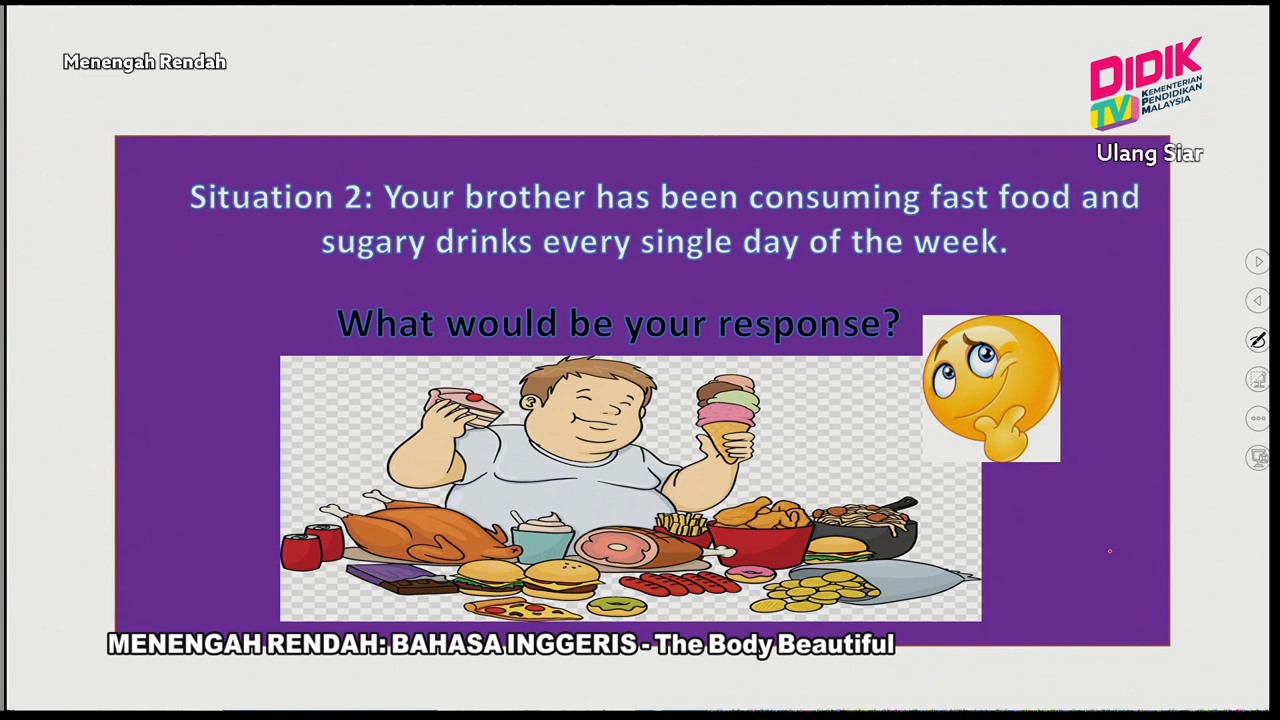 Menengah Rendah
DIDIK
TV
KEMENTERIAN
PENDIDIKAN
MALAYSIA
Ulang Siar
Situation 2: Your brother has been consuming fast food and
sugary drinks every single day of the week.
What would be your response?
MENENGAH RENDAH: BAHASA INGGERIS - The Body Beautiful